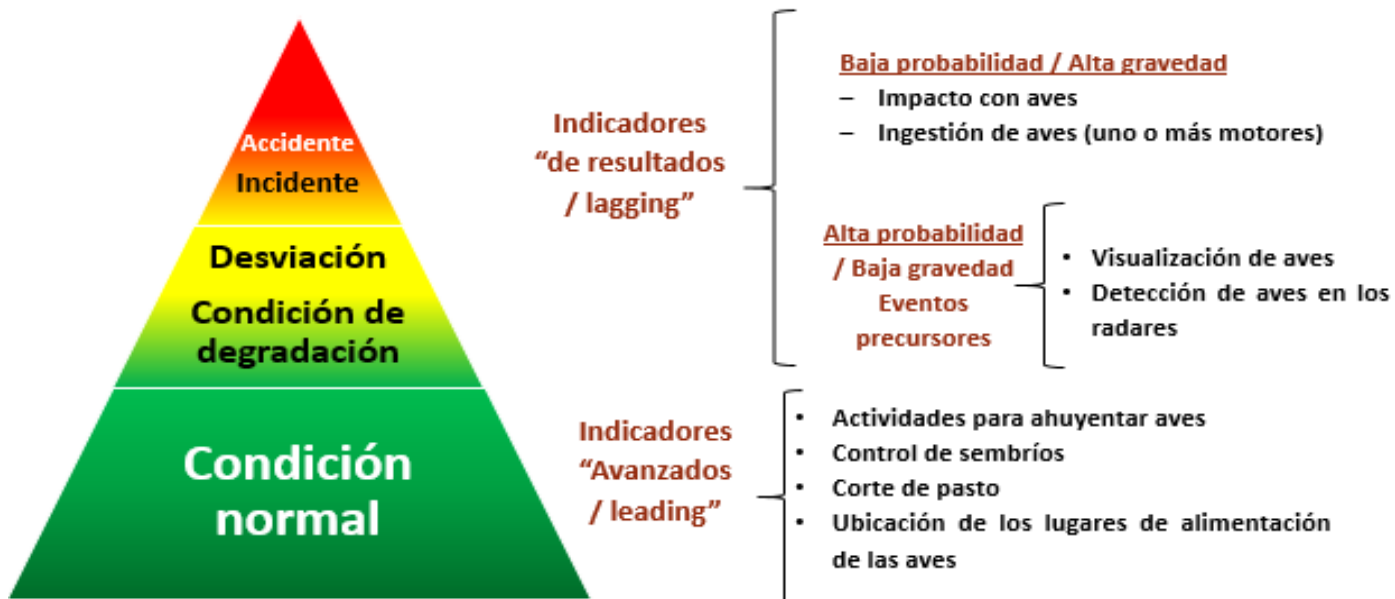 Accidente
Incidente
Desviación
Condición de
degradación
Condición
normal
Indicadores
“de resultados
/ lagging”
Baja probabilidad / Alta gravedad
– Impacto con aves
– Ingestión de aves (uno o más motores)
Alta probabilidad
/ Baja gravedad
Eventos
precursores
• Visualización de aves
• Detección de aves en los
radares
Indicadores
“Avanzados
/ leading”
• Actividades para ahuyentar aves
• Control de sembríos
• Corte de pasto
• Ubicación de los lugares de alimentación
de las aves